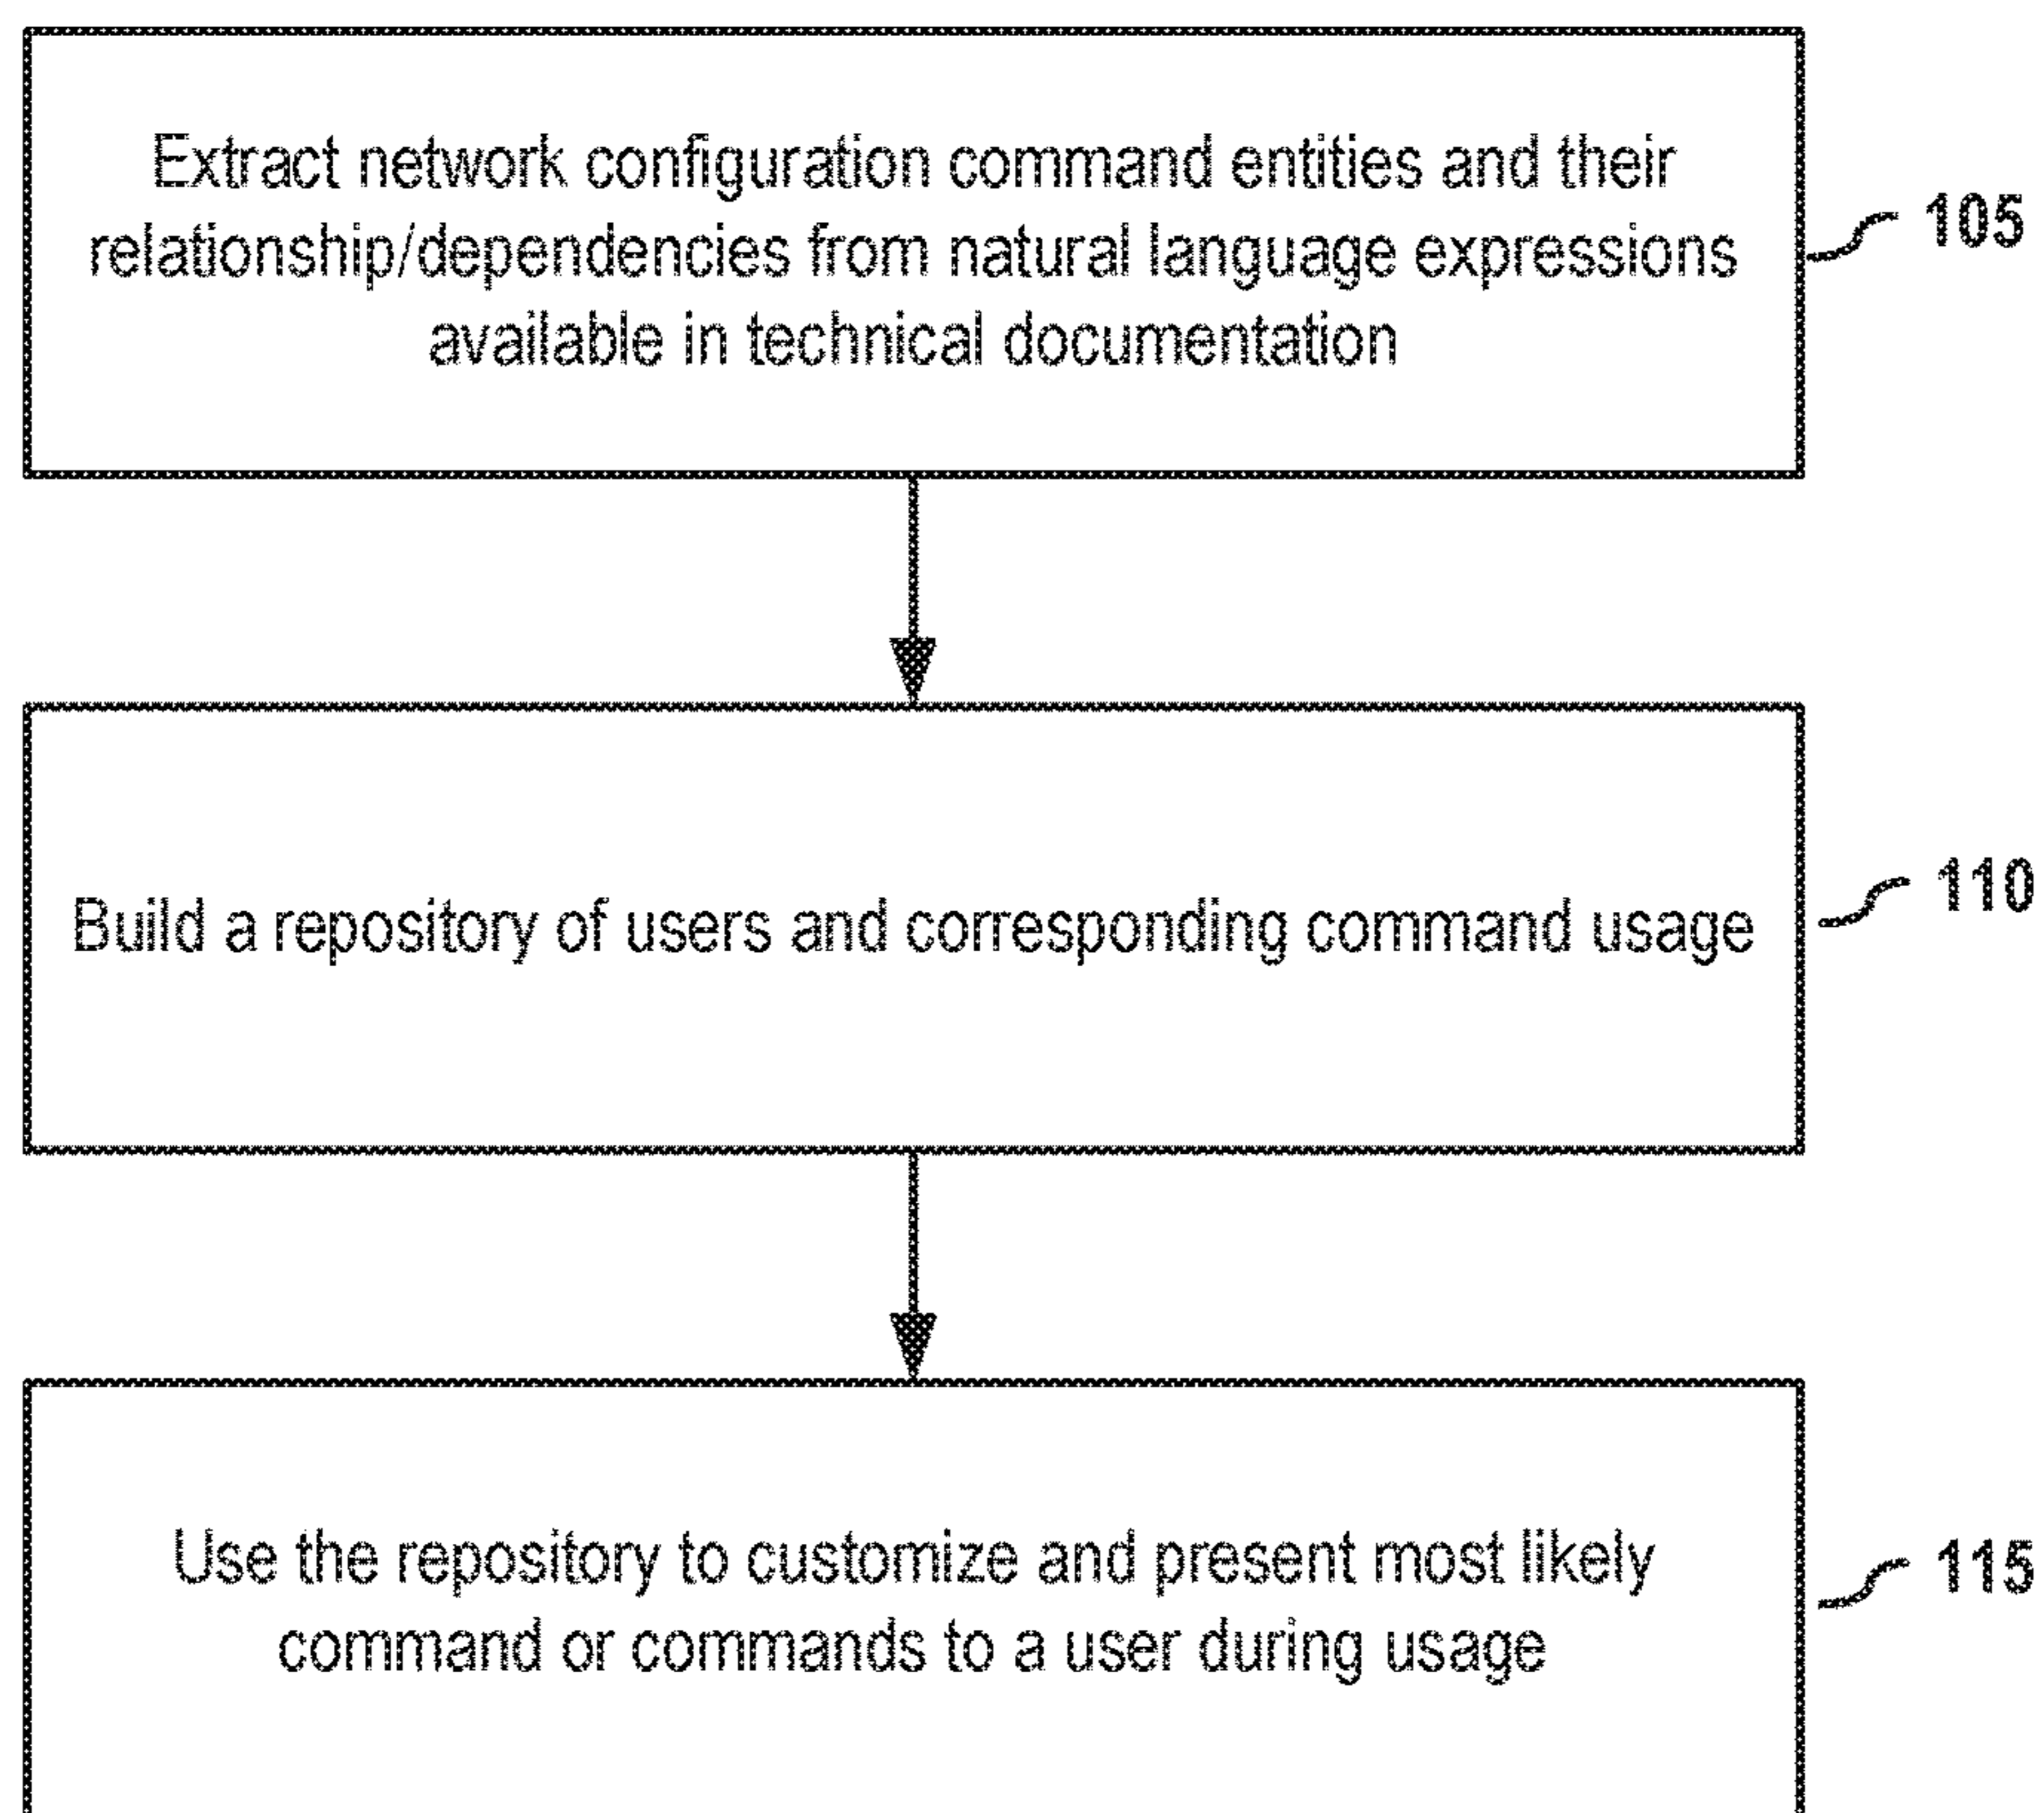 Extract network configuration command entities and their
relationship/dependencies from natural language expressions
available in technical documentation
105
Build a repository of users and corresponding command usage
110
Use the repository to customize and present most likely
command or commands to a user during usage
115